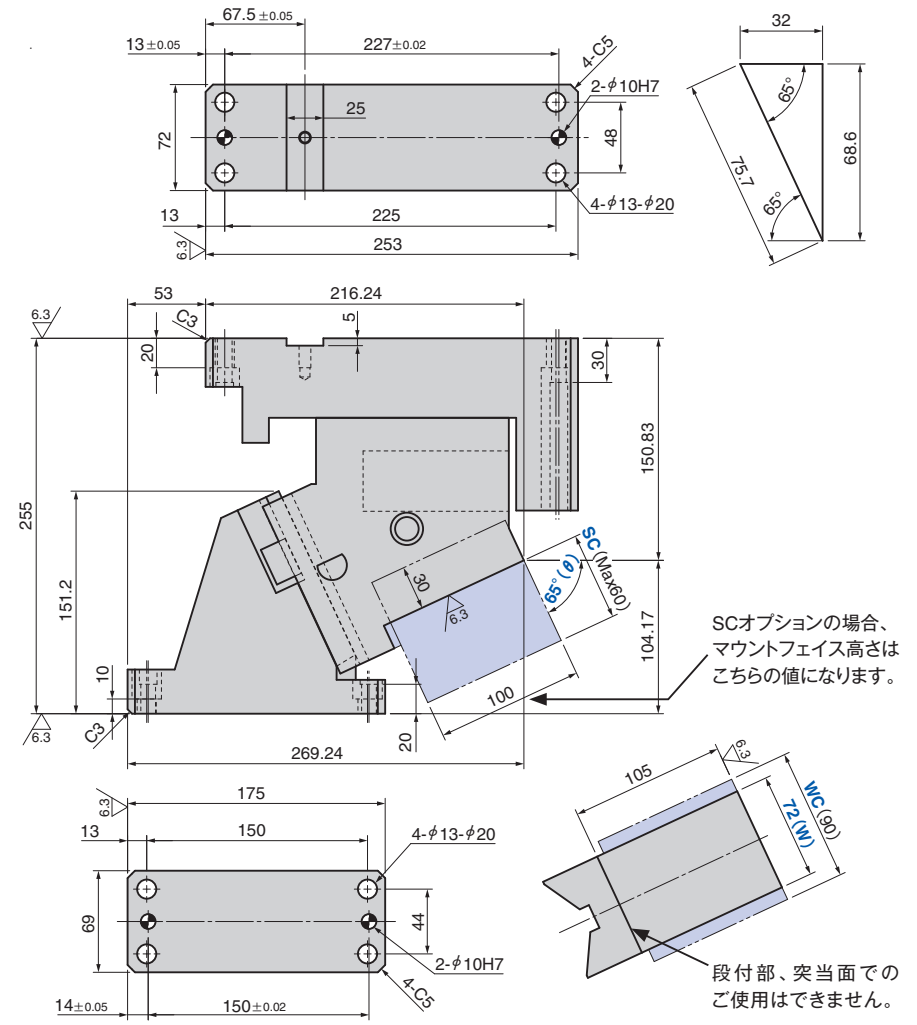 67.5±0.05
13±0.05
227±0.02
4-C5
2-φ10H7
25
72
48
4-φ13-φ20
13
225
6.3
253
32
65°
68.6
75.7
65°
53
216.24
6.3
C3
5
20
30
150.83
255
151.2
SC(Max60)
30
65°(θ)
6.3
104.17
10
100
20
6.3
C3
269.24
SCオプションの場合、
マウントフェイス高さは
こちらの値になります。
175
6.3
13
150
4-φ13-φ20
69
44
2-φ10H7
4-C5
14±0.05
150±0.02
105
6.3
WC(90)
72(W)
段付部、突当面での
ご使用はできません。